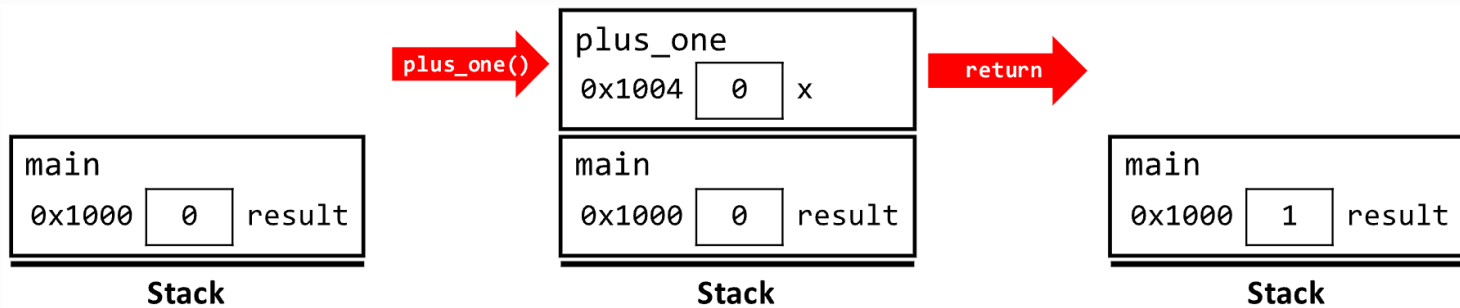 main
0x1000 0 result
Stack
plus_one()
plus_one
0x1004 0 x
main
0x1000 0 result
Stack
return
main
0x1000 1 result
Stack